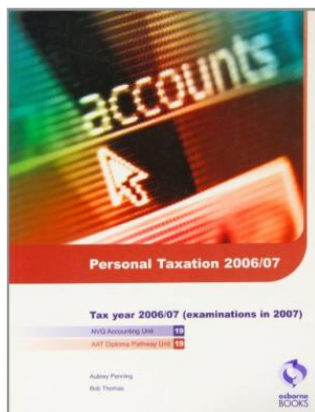 accounts
Personal Taxation 2006/07
Tax year 2006/07 (examinations in 2007)
NVQ Accounting Unit 19
AAT Diploma Pathway Unit 19
Aubrey Penning
Bob Thomas
osborne
BOOKS